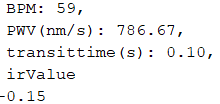 BPM: 59,
PWV(nm/s): 786.67,
transittime(s): 0.10,
irValue
-0.15